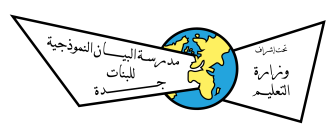 تحت إشراف
وزارة
التعليم
مدرسة البيان النموذجية
للبنات
جدة